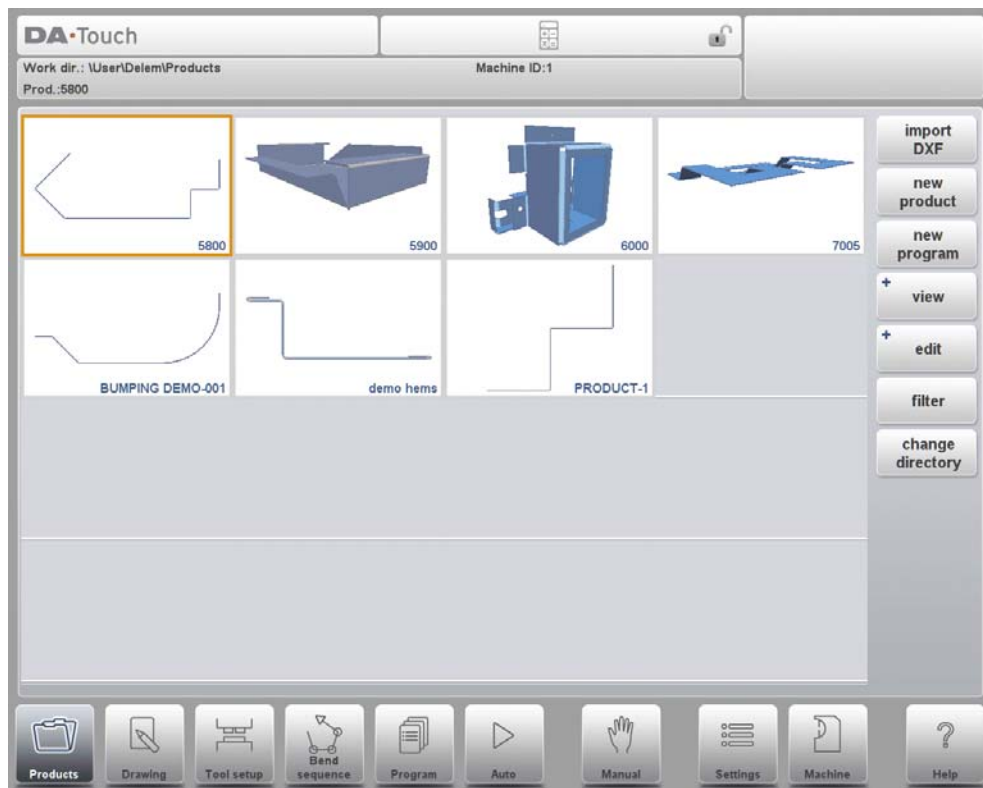 DA·Touch
Work dir.: \User\Delem\Products Machine ID:1
Prod.:5800
5800
5900
6000
7005
BUMPING DEMO-001
demo hems
PRODUCT-1
import
DXF
new
product
new
program
+
view
+
edit
filter
change
directory
Products
Drawing
Tool setup
Bend
sequence
Program
Auto
Manual
Settings
Machine
?
Help